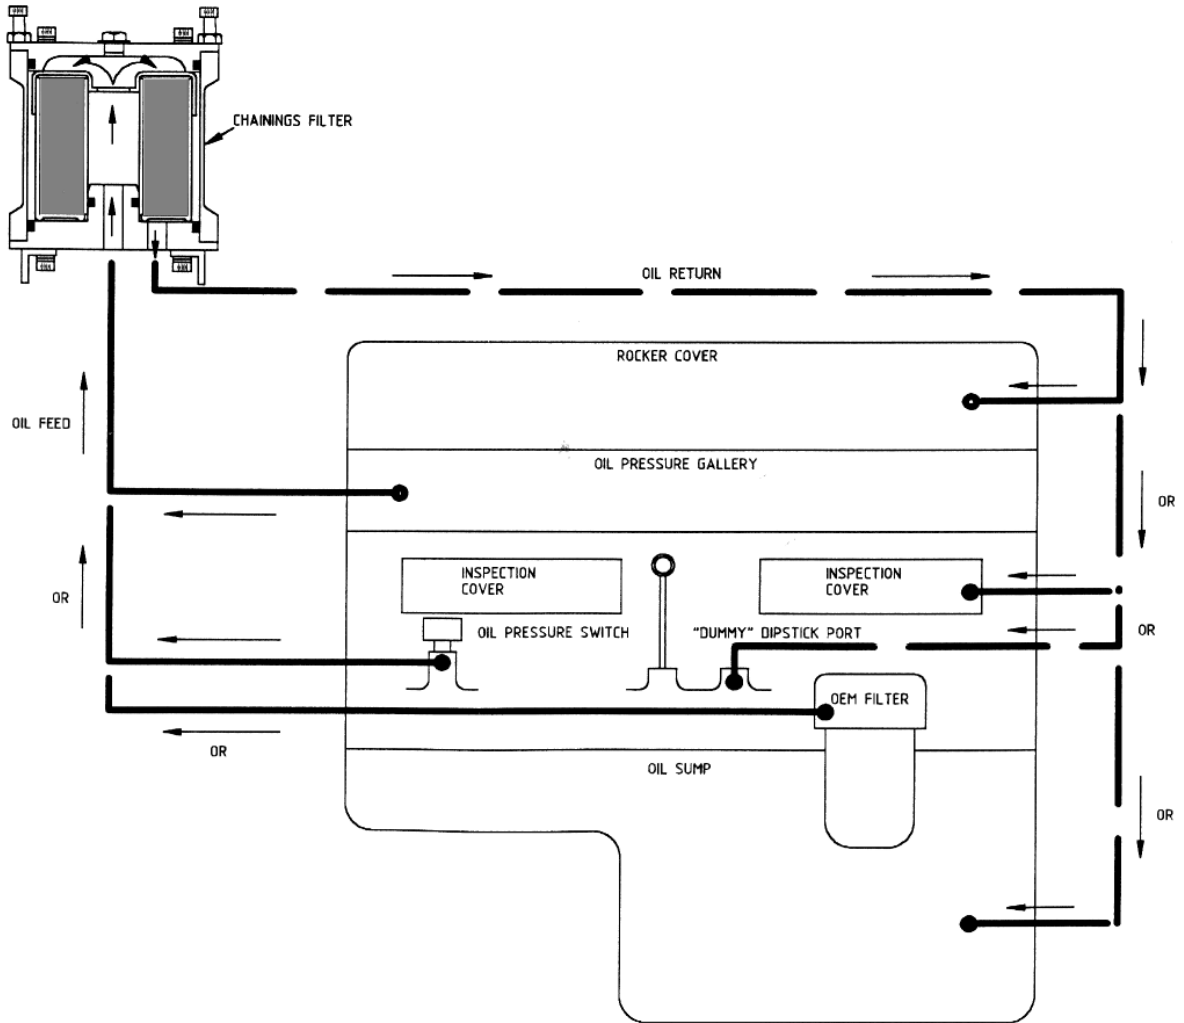 CHAININGS FILTER
OIL RETURN
ROCKER COVER
OIL FEED
OIL PRESSURE GALLERY
OR
INSPECTION
COVER
INSPECTION
COVER
OR
OIL PRESSURE SWITCH
"DUMMY" DIPSTICK PORT
OR
OEM FILTER
OR
OIL SUMP
OR